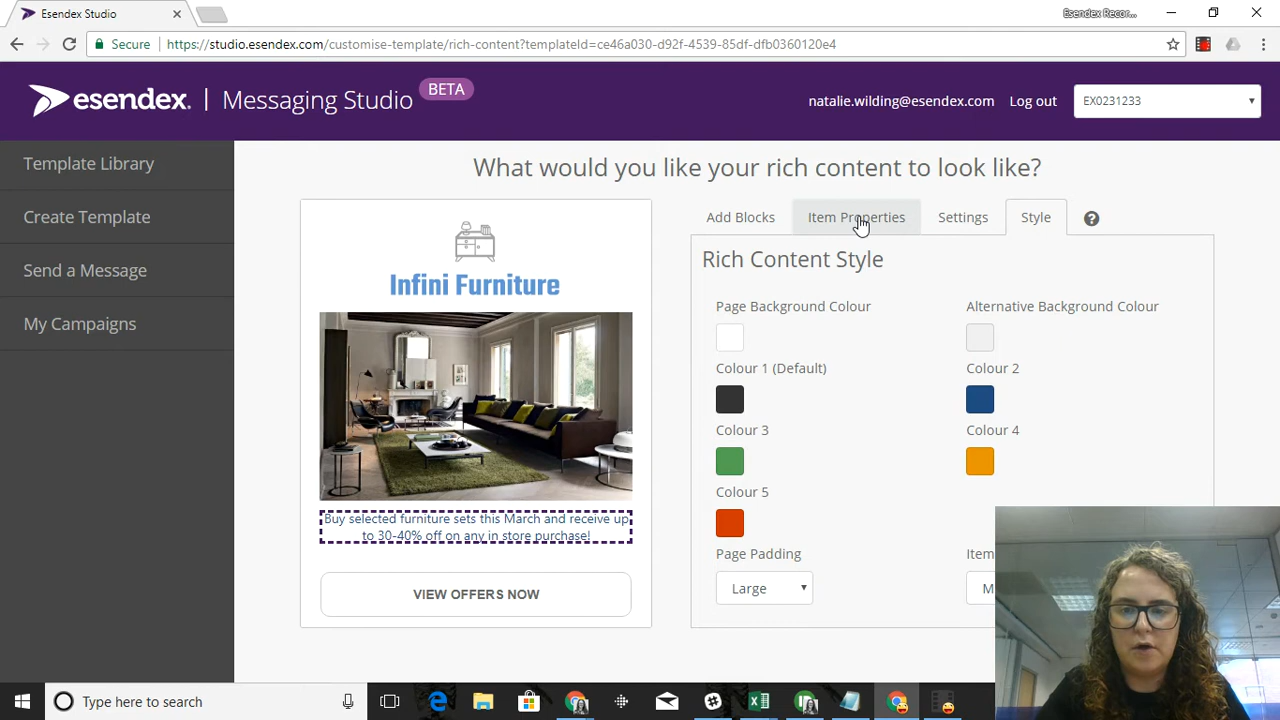 Esendex Studio
Esendex Recor...
Secure
https://studio.esendex.com/customise-template/rich-content?templateId=ce46a030-d92f-4539-85df-dfb0360120e4
esendex.
Messaging Studio
BETA
natalie.wilding@esendex.com
Log out
EX0231233
Template Library
Create Template
Send a Message
My Campaigns
What would you like your rich content to look like?
Infini Furniture
Buy selected furniture sets this March and receive up
to 30-40% off on any in store purchase!
VIEW OFFERS NOW
Add Blocks
Item Properties
Settings
Style
?
Rich Content Style
Page Background Colour
Alternative Background Colour
Colour 1 (Default)
Colour 2
Colour 3
Colour 4
Colour 5
Page Padding
Item
Large
M
Type here to search